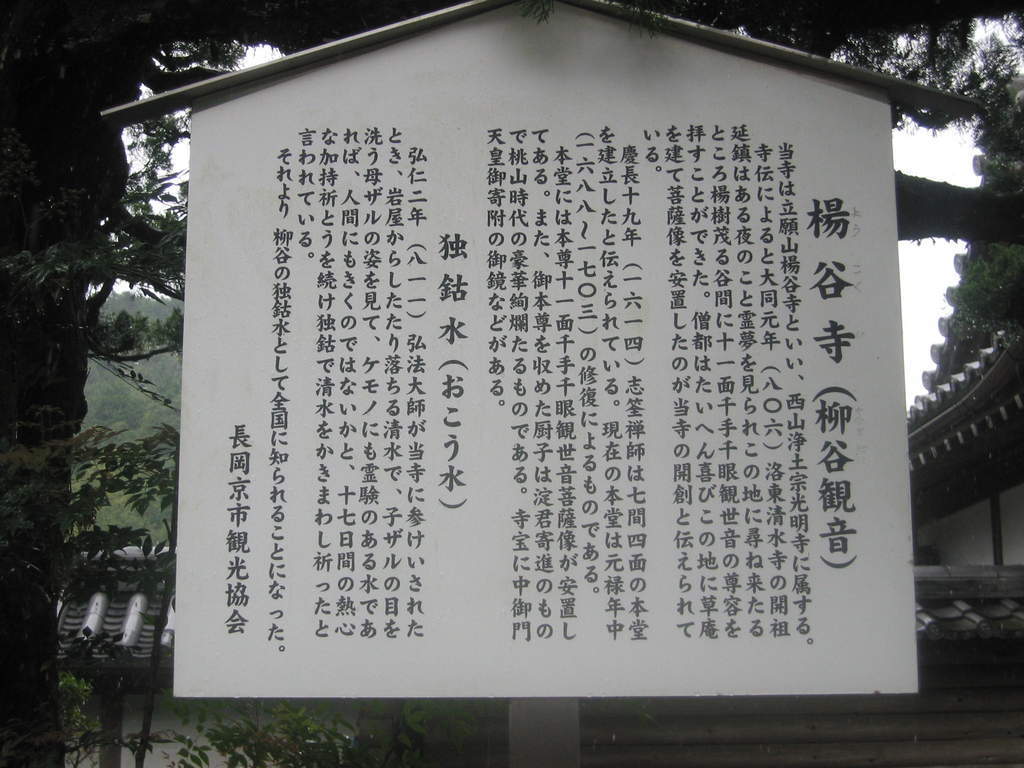 楊谷寺（柳谷観音）
当寺は立願山楊谷寺といい、西山浄土宗光明寺に属する。
寺伝によると大同元年（八〇六）洛東清水寺の開祖
延鎮はある夜のこと霊夢を見られこの地に尋ね来たる
ところ楊樹茂る谷間に十一面千手千眼観世音の尊容を
拝すことができた。僧都はたいへん喜びこの地に草庵
を建て菩薩像を安置したのが当寺の開創と伝えられて
いる。
慶長十九年（一六一四）志筌禅師は七間四面の本堂
を建立したと伝えられている。現在の本堂は元禄年中
（一六八八～一七〇三）の修復によるものである。
本堂には本尊十一面千手千眼観世音菩薩像が安置し
てある。また、御本尊を収めた厨子は淀君寄進のもの
で桃山時代の豪華絢爛たるものである。寺宝に中御門
天皇御寄附の御鏡などがある。
独鈷水（おこう水）
弘仁二年（八一一）弘法大師が当寺に参けいされた
とき、岩屋からしたたり落ちる清水で、子ザルの目を
洗う母ザルの姿を見て、ケモノにも霊験のある水であ
れば、人間にもきくのではないかと、十七日間の熱心
な加持祈とうを続け独鈷で清水をかきまわし祈ったと
言われている。
それより柳谷の独鈷水として全国に知られることになった。
長岡京市観光協会